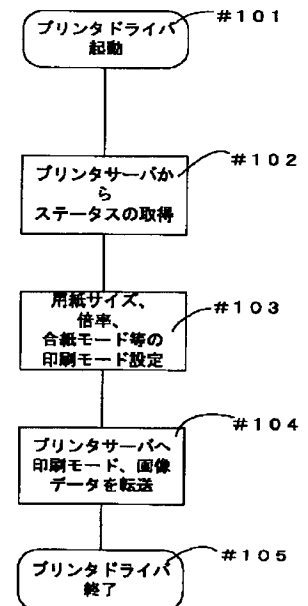 プリンタドライバ
起動
#101
プリンタサーバか
ら
ステータスの取得
#102
用紙サイズ、
倍率、
合紙モード等の
印刷モード設定
#103
プリンタサーバへ
印刷モード、画像
データを転送
#104
プリンタドライバ
終了
#105